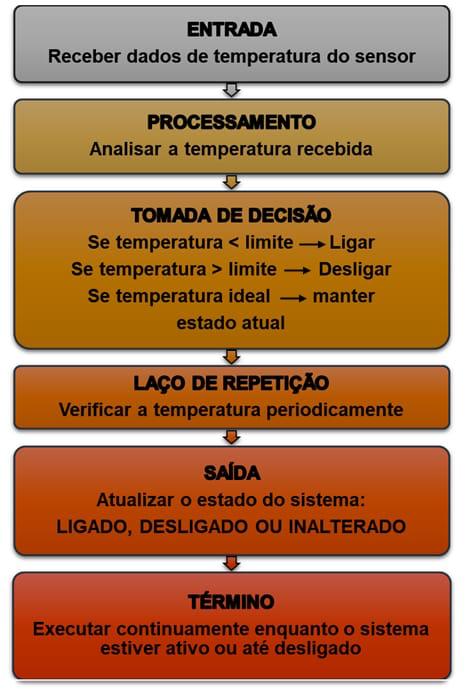 ENTRADA
Receber dados de temperatura do sensor
PROCESSAMENTO
Analisar a temperatura recebida
TOMADA DE DECISÃO
Se temperatura < limite → Ligar
Se temperatura > limite → Desligar
Se temperatura ideal → manter
estado atual
LAÇO DE REPETIÇÃO
Verificar a temperatura periodicamente
SAÍDA
Atualizar o estado do sistema:
LIGADO, DESLIGADO OU INALTERADO
TÉRMINO
Executar continuamente enquanto o sistema
estiver ativo ou até desligado